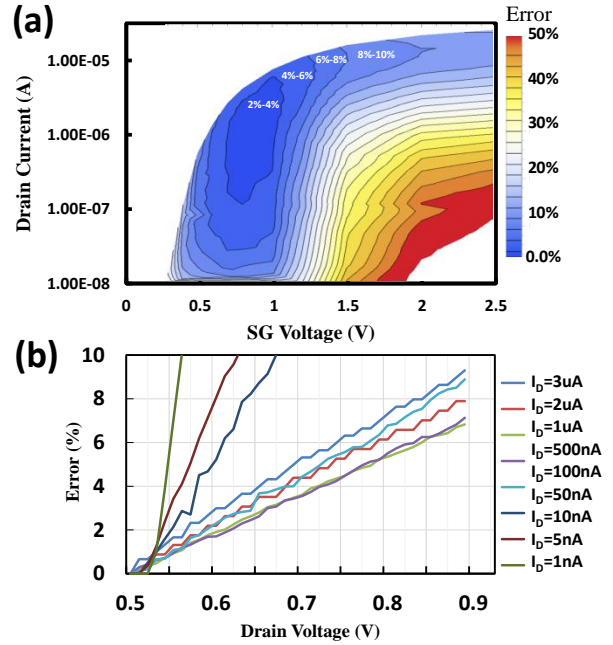 (a)
Error
50%
40%
30%
20%
10%
0.0%
Drain Current (A)
1.00E-05
1.00E-06
1.00E-07
1.00E-08
2%-4%
4%-6%
6%-8%
8%-10%
0
0.5
1
1.5
2
2.5
SG Voltage (V)
(b)
Error (%)
10
8
6
4
2
0
0.5
0.6
0.7
0.8
0.9
Drain Voltage (V)
I_D=3uA
I_D=2uA
I_D=1uA
I_D=500nA
I_D=100nA
I_D=50nA
I_D=10nA
I_D=5nA
I_D=1nA